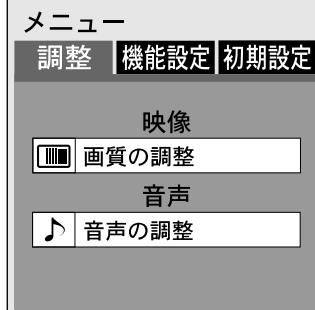 メニュー
調整 機能設定 初期設定
映像
画質の調整
音声
音声の調整